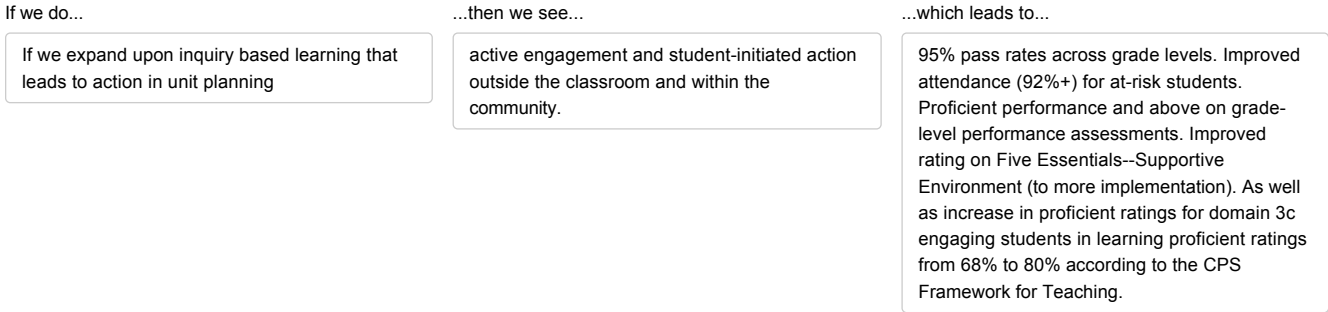 If we do...
If we expand upon inquiry based learning that
leads to action in unit planning
...then we see...
active engagement and student-initiated action
outside the classroom and within the
community.
...which leads to...
95% pass rates across grade levels. Improved
attendance (92%+) for at-risk students.
Proficient performance and above on grade-
level performance assessments. Improved
rating on Five Essentials--Supportive
Environment (to more implementation). As well
as increase in proficient ratings for domain 3c
engaging students in learning proficient ratings
from 68% to 80% according to the CPS
Framework for Teaching.